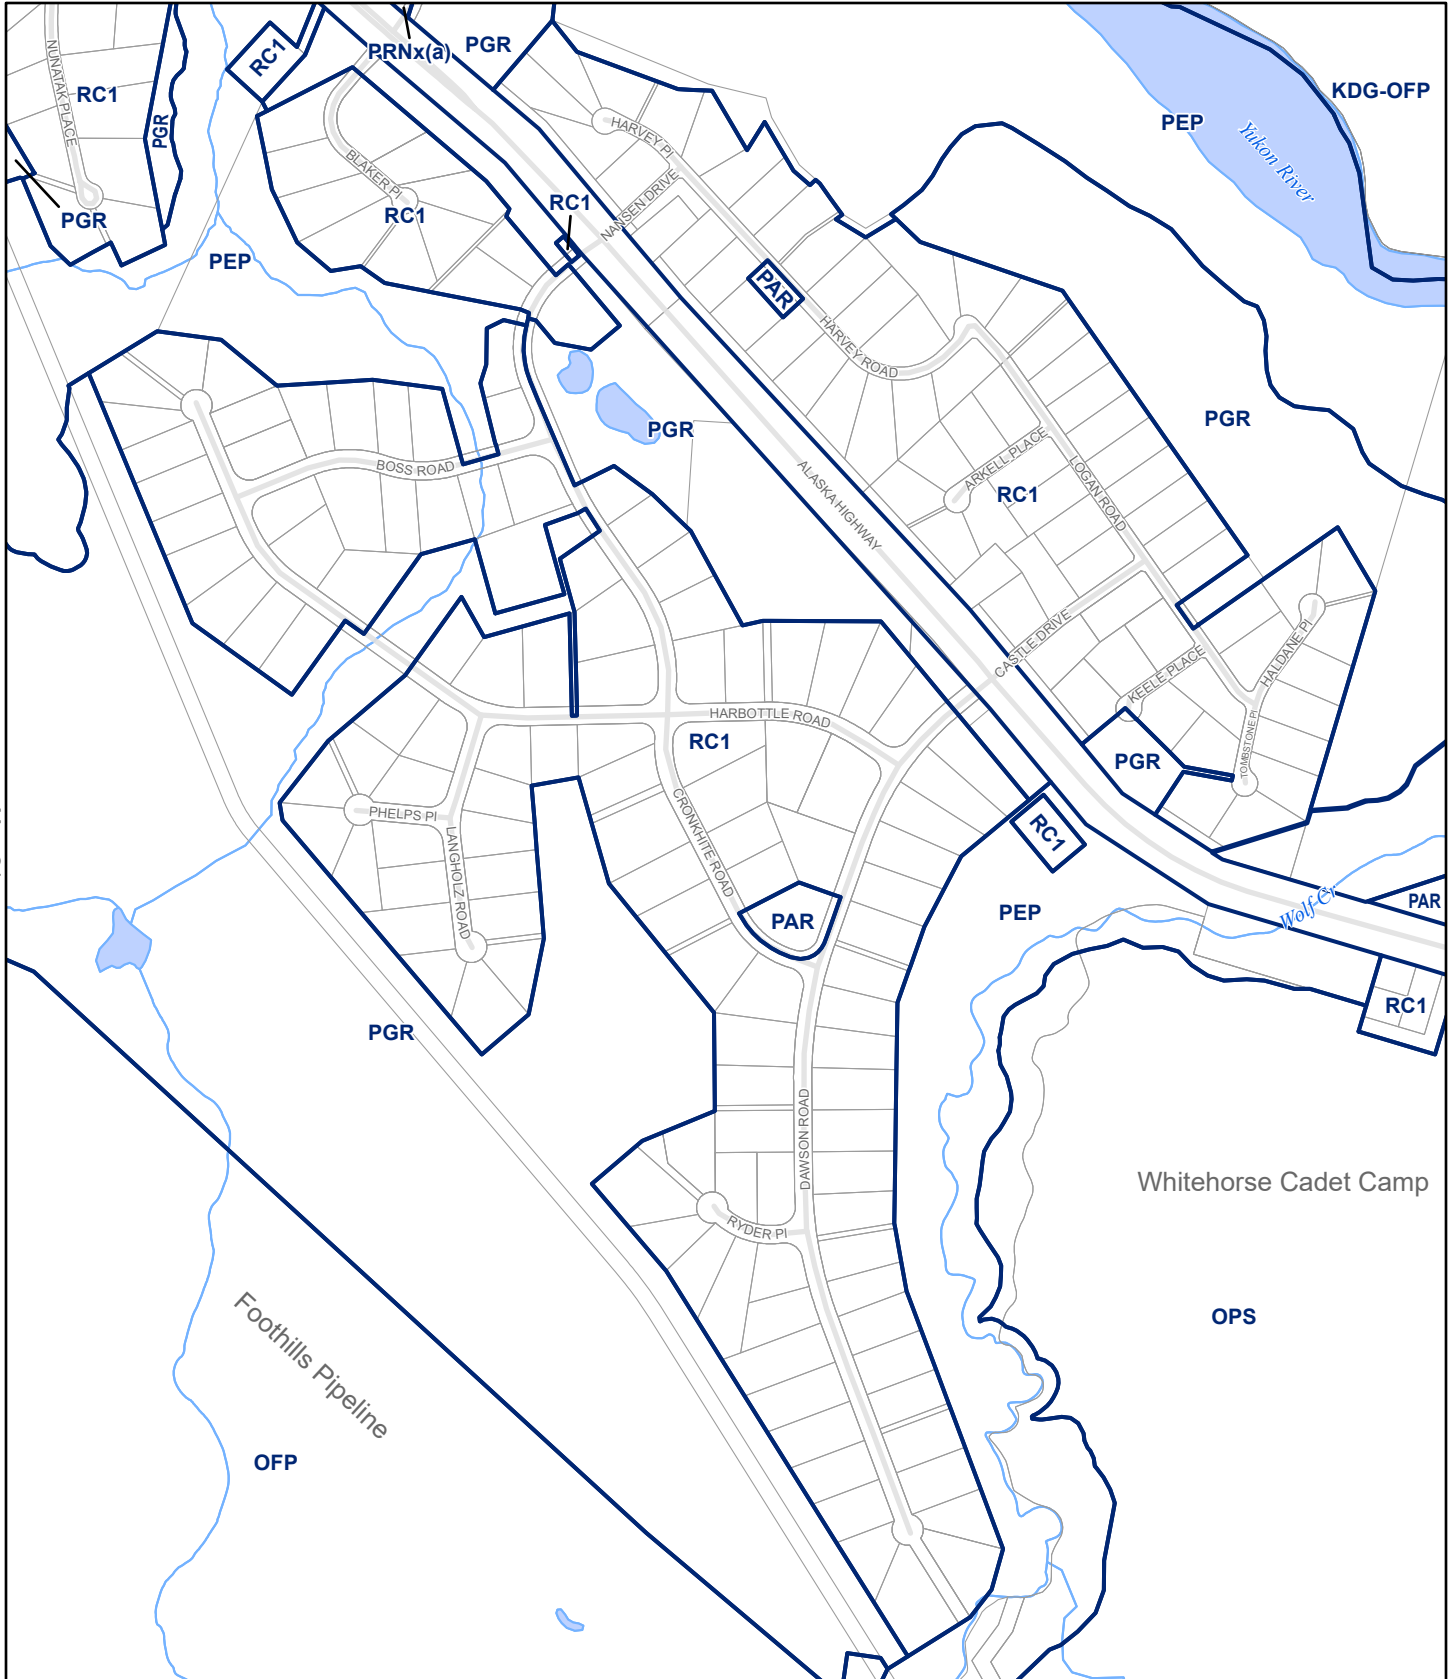 PRNx(a)
PGR
RC1
KDG-OFP
RC1
PEP
NUNATAK PLACE
PGR
HARVEY Pl
Yukon River
BLAKER Pl
NANSEN DRIVE
RC1
RC1
PGR
PEP
PAR
HARVEY ROAD
PGR
PGR
BOSS ROAD
ARKELL PLACE
LOGAN ROAD
ALASKA HIGHWAY
RC1
CASTLE DRIVE
HALDANE Pl
KEELE PLACE
HARBOTTLE ROAD
RC1
TOMBSTONE Pl
PGR
PHELPS Pl
CRONKHITE ROAD
RC1
LANGHOLZ ROAD
PAR
PEP
Wolf Cr
PAR
RC1
PGR
DAWSON ROAD
Whitehorse Cadet Camp
RYDER Pl
OPS
Foothills Pipeline
OFP